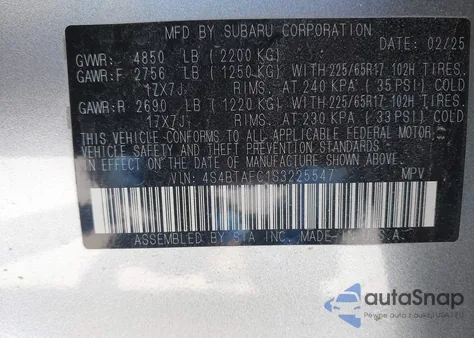 MFD BY SUBARU CORPORATION 02/25
GVWR: 4850 LB (2200 KG)
GAWR:F 2756 LB (1250 KG) WITH 225/65R17 102H TIRES,
17X7J RIMS, AT 240 KPA (35 PSI) COLD
GAWR:R 2690 LB (1220 KG) WITH 225/65R17 102H TIRES,
17X7J RIMS, AT 230 KPA (33 PSI) COLD
THIS VEHICLE CONFORMS TO ALL APPLICABLE FEDERAL MOTOR
VEHICLE SAFETY AND THEFT PREVENTION STANDARDS
IN EFFECT ON THE DATE OF MANUFACTURE SHOWN ABOVE.
VIN: 4S4BTAFC1S3225547 MPV
ASSEMBLED BY SIA INC. MADE IN U.S.A.
autoSnap